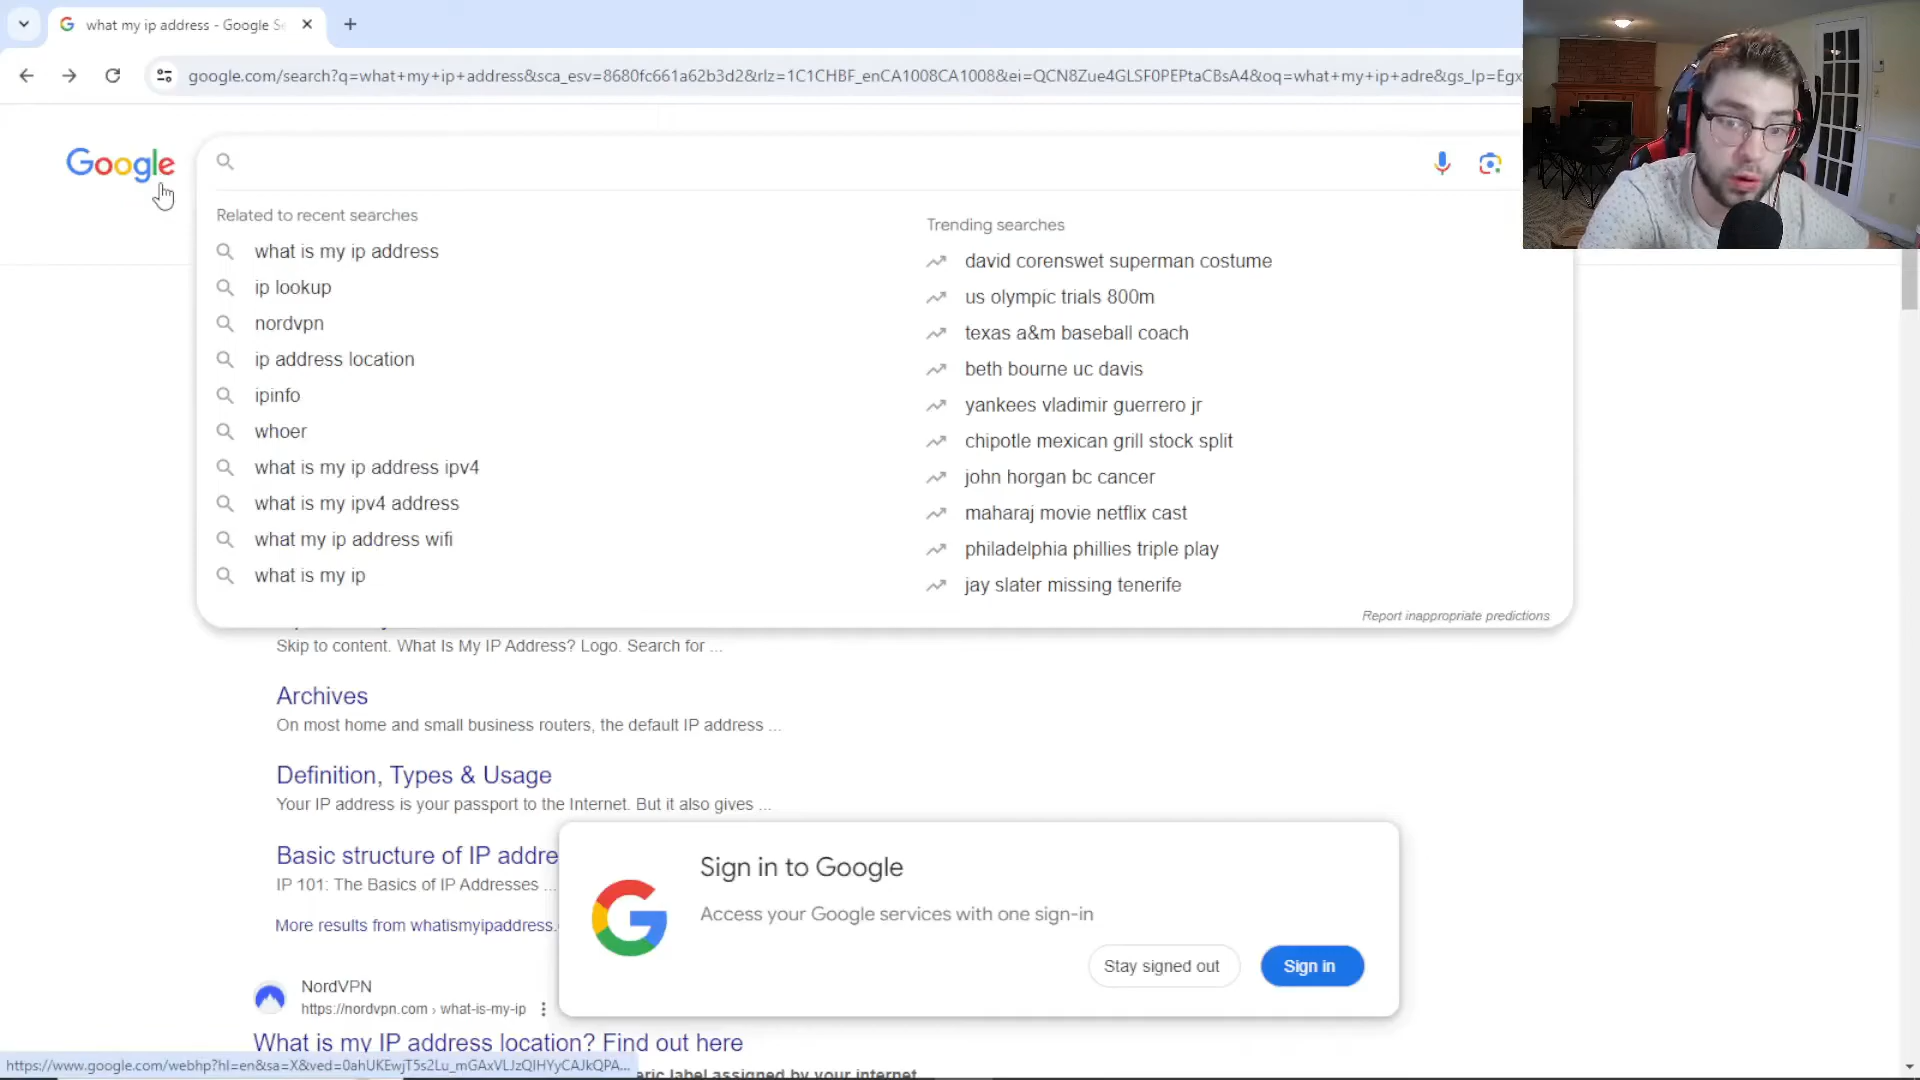 what my ip address - Google Se
google.com/search?q=what+my+ip+address&sca_esv=8680fc661a62b3d2&rlz=1C1CHBF_enCA1008CA1008&ei=QCN8Zue4GLSF0PEPtaCBsA4&oq=what+my+ip+adre&gs_lp=Egx
Google
Related to recent searches
what is my ip address
ip lookup
nordvpn
ip address location
ipinfo
whoer
what is my ip address ipv4
what is my ipv4 address
what my ip address wifi
what is my ip
Trending searches
david corenswet superman costume
us olympic trials 800m
texas a&m baseball coach
beth bourne uc davis
yankees vladimir guerrero jr
chipotle mexican grill stock split
john horgan bc cancer
maharaj movie netflix cast
philadelphia phillies triple play
jay slater missing tenerife
Report inappropriate predictions
Skip to content. What Is My IP Address? Logo. Search for ...
Archives
On most home and small business routers, the default IP address ...
Definition, Types & Usage
Your IP address is your passport to the Internet. But it also gives ...
Basic structure of IP addre
IP 101: The Basics of IP Addresses ...
More results from whatismyipaddress.
Sign in to Google
Access your Google services with one sign-in
Stay signed out
Sign in
NordVPN
https://nordvpn.com › what-is-my-ip
What is my IP address location? Find out here
https://www.google.com/webhp?hl=en&sa=X&ved=0ahUKEwjT5s2Lu_mGAxVLJzQIHYyCAJkQPA...
eric label assigned by your internet